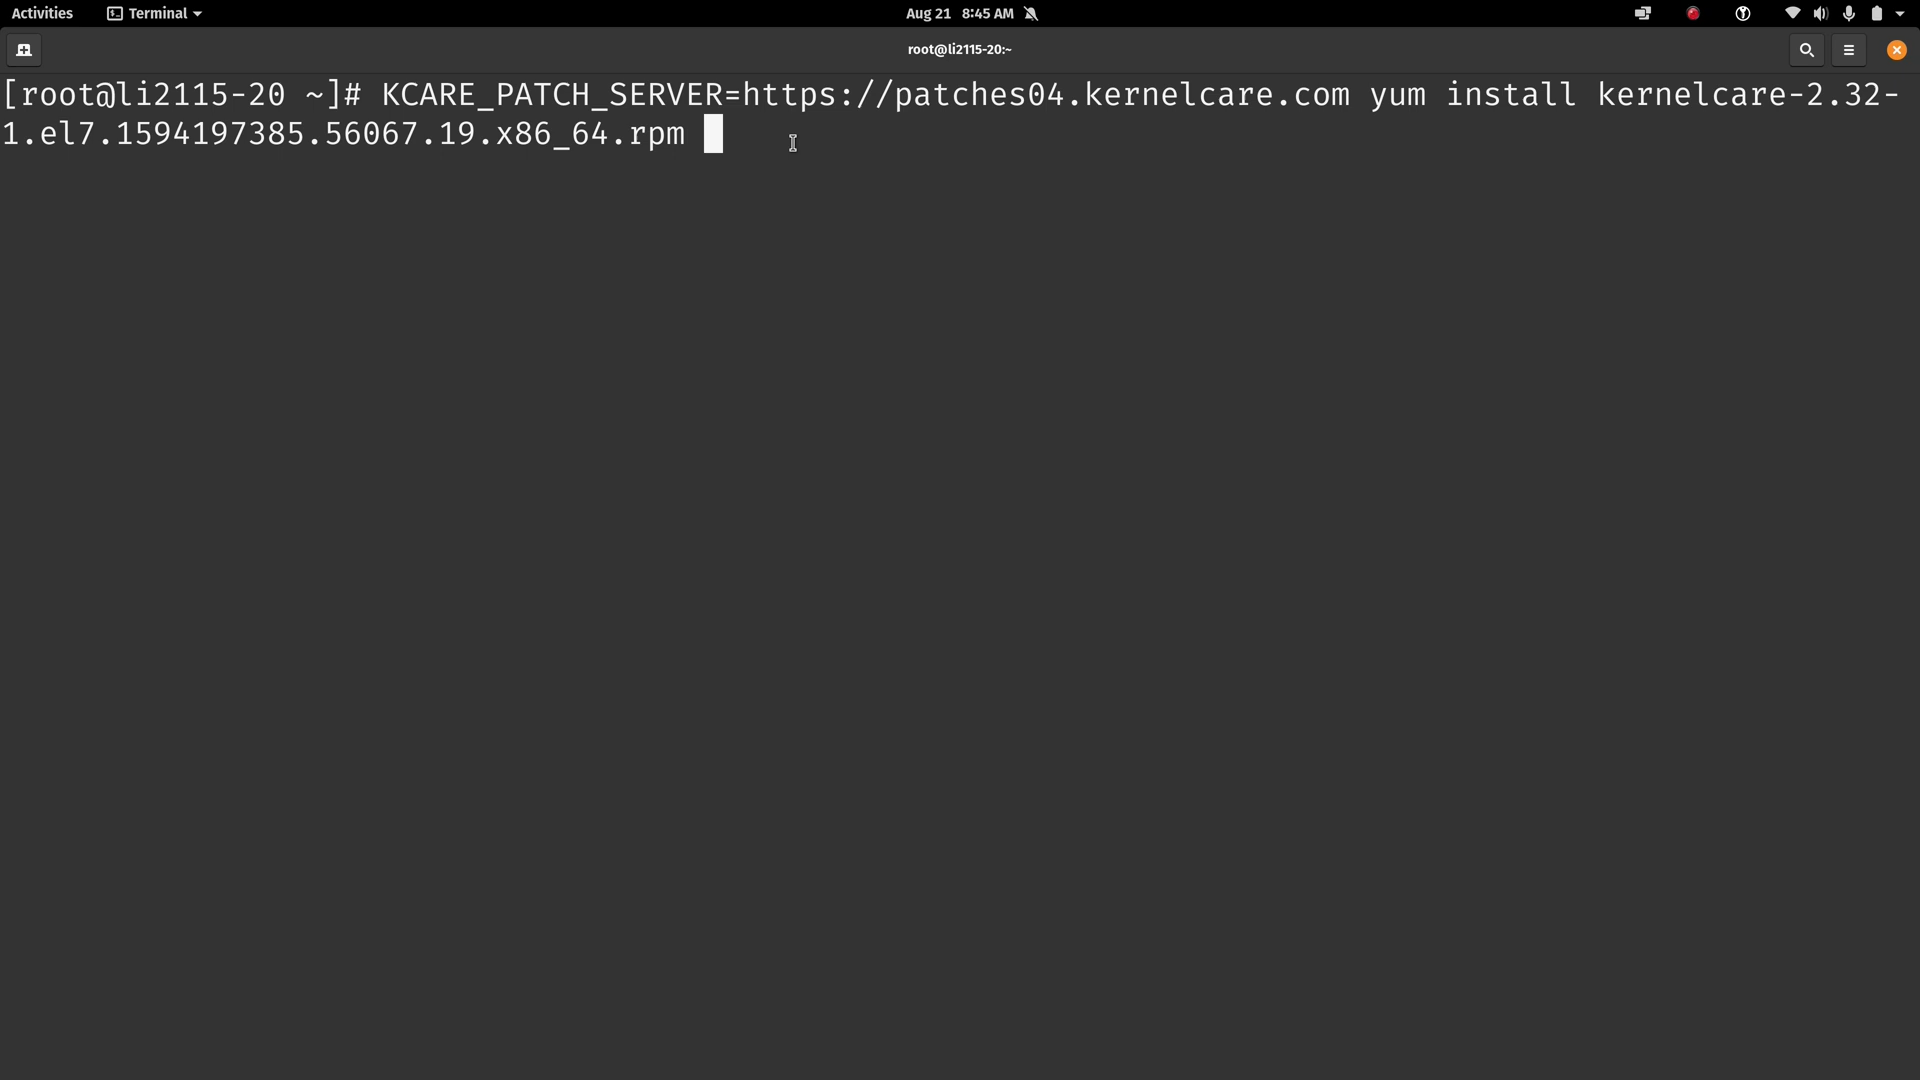 Activities Terminal Aug 21 8:45 AM
root@li2115-20:~
[root@li2115-20 ~]# KCARE_PATCH_SERVER=https://patches04.kernelcare.com yum install kernelcare-2.32-
1.el7.1594197385.56067.19.x86_64.rpm